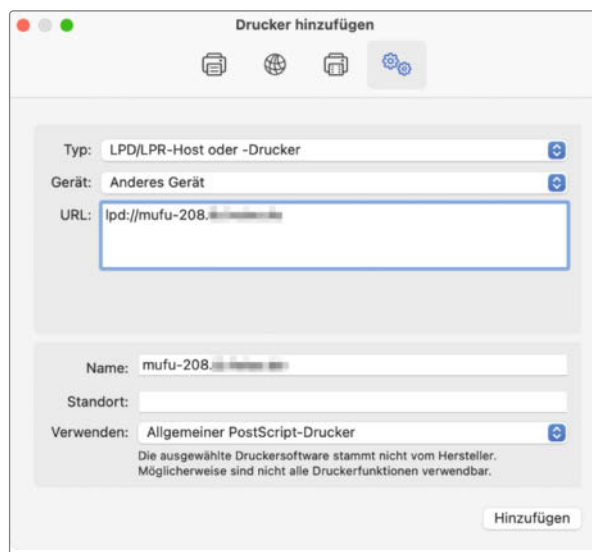 Drucker hinzufügen
Typ: LPD/LPR-Host oder -Drucker
Gerät: Anderes Gerät
URL: lpd://mufu-208.
Name: mufu-208.
Standort:
Verwenden: Allgemeiner PostScript-Drucker
Die ausgewählte Druckersoftware stammt nicht vom Hersteller.
Möglicherweise sind nicht alle Druckerfunktionen verwendbar.
Hinzufügen